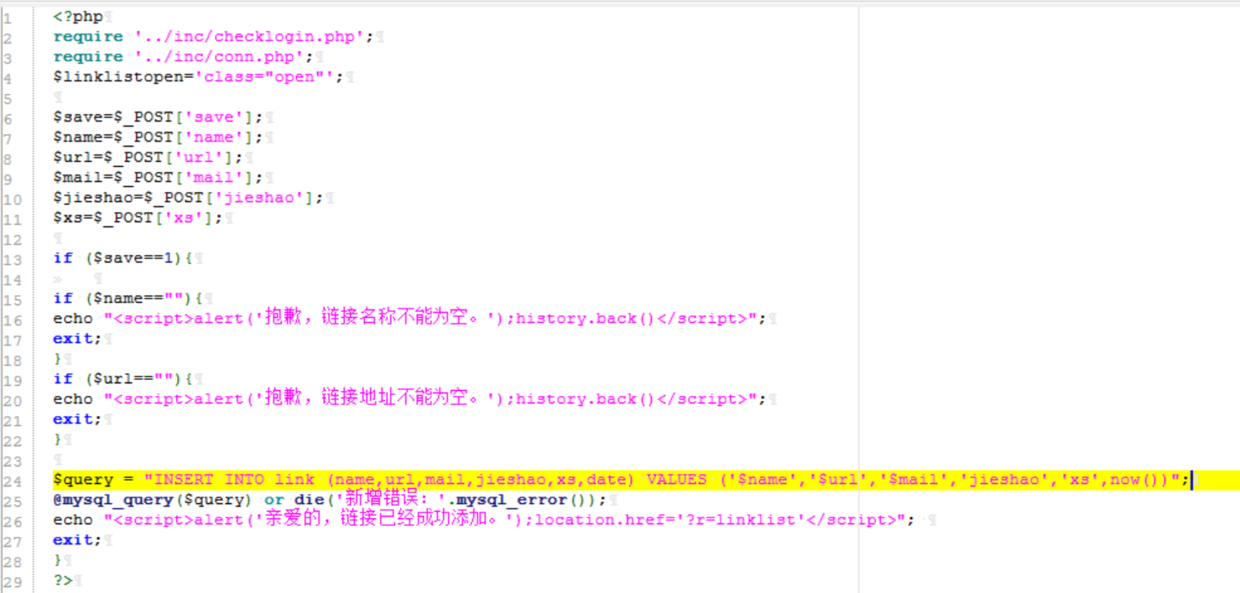 1 <?php
2 require '../inc/checklogin.php';
3 require '../inc/conn.php';
4 $linklistopen='class="open"';
5
6 $save=$_POST['save'];
7 $name=$_POST['name'];
8 $url=$_POST['url'];
9 $mail=$_POST['mail'];
10 $jieshao=$_POST['jieshao'];
11 $xs=$_POST['xs'];
12
13 if ($save==1){
14
15 if ($name==""){
16 echo "<script>alert('抱歉，链接名称不能为空。');history.back()</script>";
17 exit;
18 }
19 if ($url==""){
20 echo "<script>alert('抱歉，链接地址不能为空。');history.back()</script>";
21 exit;
22 }
23
24 $query = "INSERT INTO link (name,url,mail,jieshao,xs,date) VALUES ('$name','$url','$mail','jieshao','xs',now())";
25 @mysql_query($query) or die('新增错误：'.mysql_error());
26 echo "<script>alert('亲爱的，链接已经成功添加。');location.href='?r=linklist'</script>";
27 exit;
28 }
29 ?>